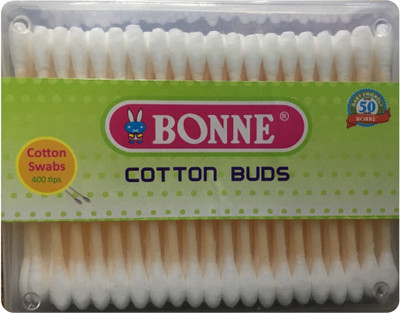 BONNE®
COTTON BUDS
Cotton
Swabs
400 tips
50
BONNE